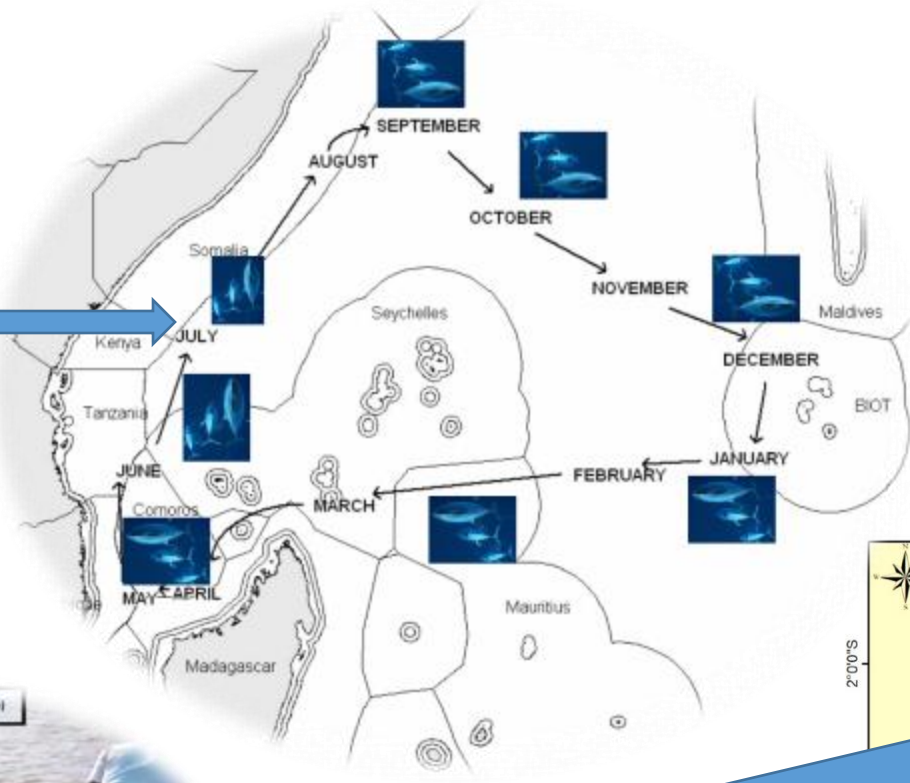 SEPTEMBER
AUGUST
OCTOBER
Somalia
NOVEMBER
Maldives
Seychelles
JULY
Kenya
DECEMBER
BIOT
Tanzania
JANUARY
JUNE
FEBRUARY
MARCH
Comoros
MAY
APRIL
Mauritius
Madagascar
2°0'0"S